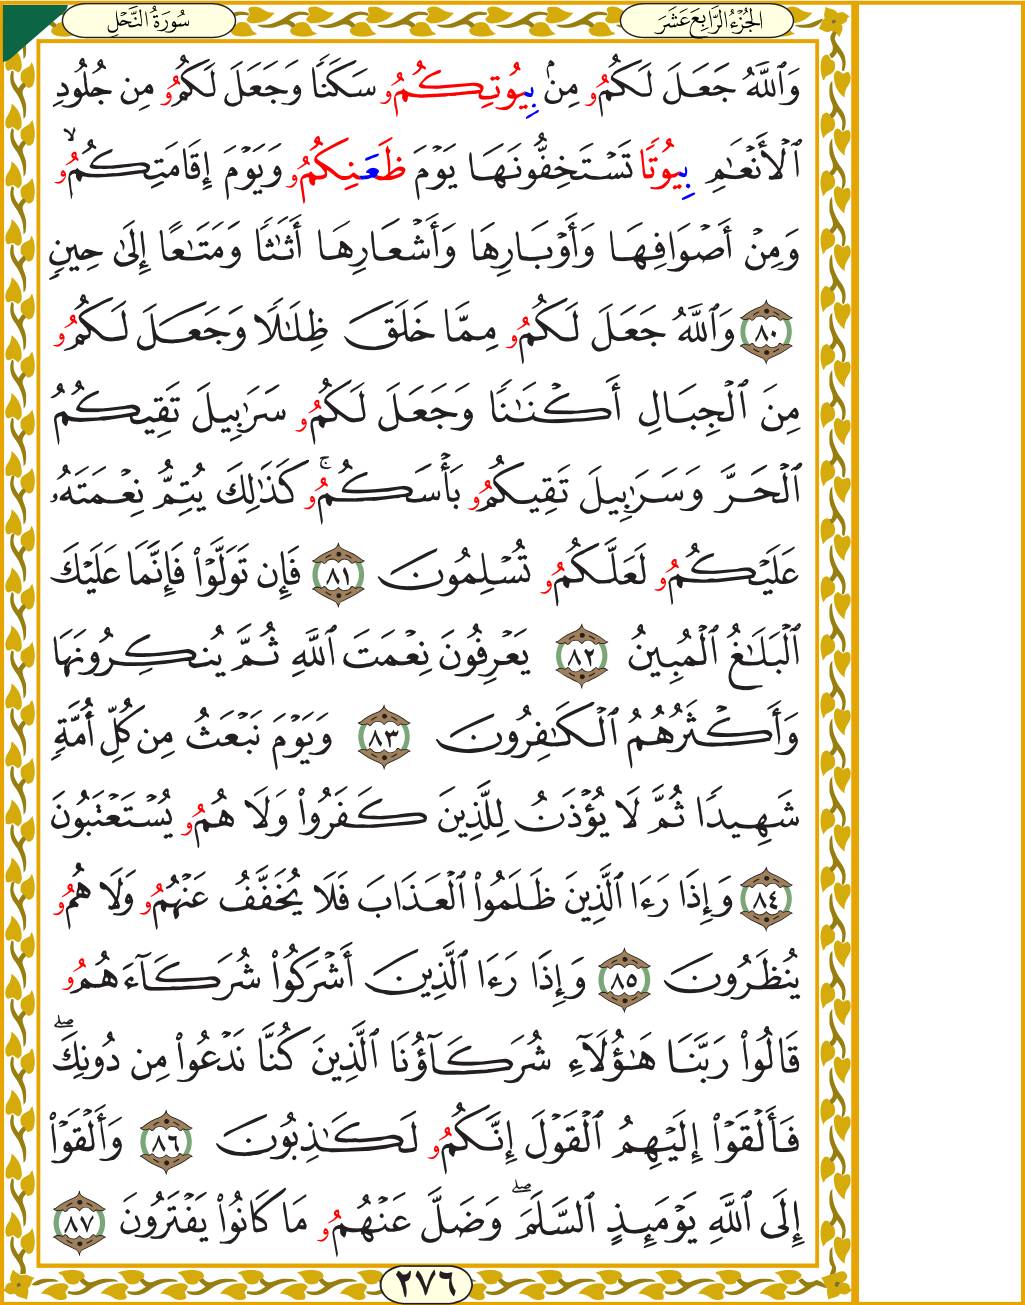 الجُزْءُ الرَّابِعَ عَشَرَ
سُورَةُ النَّحْلِ
وَٱللَّهُ جَعَلَ لَكُمُۥ مِنۢ بِيُوتِكُمُۥ سَكَنًا وَجَعَلَ لَكُمُۥ مِن جُلُودِ
ٱلْأَنْعَٰمِ بِيُوتًا تَسْتَخِفُّونَهَا يَوْمَ ظَعَنِكُمُۥ وَيَوْمَ إِقَامَتِكُمُۥ ۙ
وَمِنْ أَصْوَافِهَا وَأَوْبَارِهَا وَأَشْعَارِهَا أَثَٰثًا وَمَتَٰعًا إِلَىٰ حِينٍ
٨٠ وَٱللَّهُ جَعَلَ لَكُمُۥ مِمَّا خَلَقَ ظِلَٰلًا وَجَعَلَ لَكُمُۥ
مِنَ ٱلْجِبَالِ أَكْنَٰنًا وَجَعَلَ لَكُمُۥ سَرَٰبِيلَ تَقِيكُمُ
ٱلْحَرَّ وَسَرَٰبِيلَ تَقِيكُمُۥ بَأْسَكُمُۥ ۚ كَذَٰلِكَ يُتِمُّ نِعْمَتَهُۥ
عَلَيْكُمُۥ لَعَلَّكُمُۥ تُسْلِمُونَ ٨١ فَإِن تَوَلَّوْا۟ فَإِنَّمَا عَلَيْكَ
ٱلْبَلَٰغُ ٱلْمُبِينُ ٨٢ يَعْرِفُونَ نِعْمَتَ ٱللَّهِ ثُمَّ يُنكِرُونَهَا
وَأَكْثَرُهُمُ ٱلْكَٰفِرُونَ ٨٣ وَيَوْمَ نَبْعَثُ مِن كُلِّ أُمَّةٍ
شَهِيدًا ثُمَّ لَا يُؤْذَنُ لِلَّذِينَ كَفَرُوا۟ وَلَا هُمُۥ يُسْتَعْتَبُونَ
٨٤ وَإِذَا رَءَا ٱلَّذِينَ ظَلَمُوا۟ ٱلْعَذَابَ فَلَا يُخَفَّفُ عَنْهُمُۥ وَلَا هُمُۥ
يُنظَرُونَ ٨٥ وَإِذَا رَءَا ٱلَّذِينَ أَشْرَكُوا۟ شُرَكَآءَهُمُۥ
قَالُوا۟ رَبَّنَا هَٰٓؤُلَآءِ شُرَكَآؤُنَا ٱلَّذِينَ كُنَّا نَدْعُوا۟ مِن دُونِكَ ۖ
فَأَلْقَوْا۟ إِلَيْهِمُ ٱلْقَوْلَ إِنَّكُمُۥ لَكَٰذِبُونَ ٨٦ وَأَلْقَوْا۟
إِلَى ٱللَّهِ يَوْمَئِذٍ ٱلسَّلَمَ ۖ وَضَلَّ عَنْهُمُۥ مَا كَانُوا۟ يَفْتَرُونَ ٨٧
٢٧٦